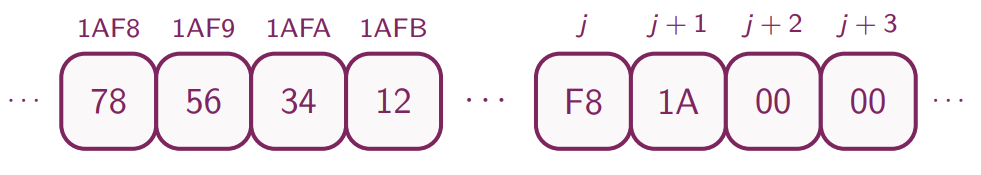 1AF8 1AF9 1AFA 1AFB j j + 1 j + 2 j + 3
··· 78 56 34 12 ··· F8 1A 00 00 ···